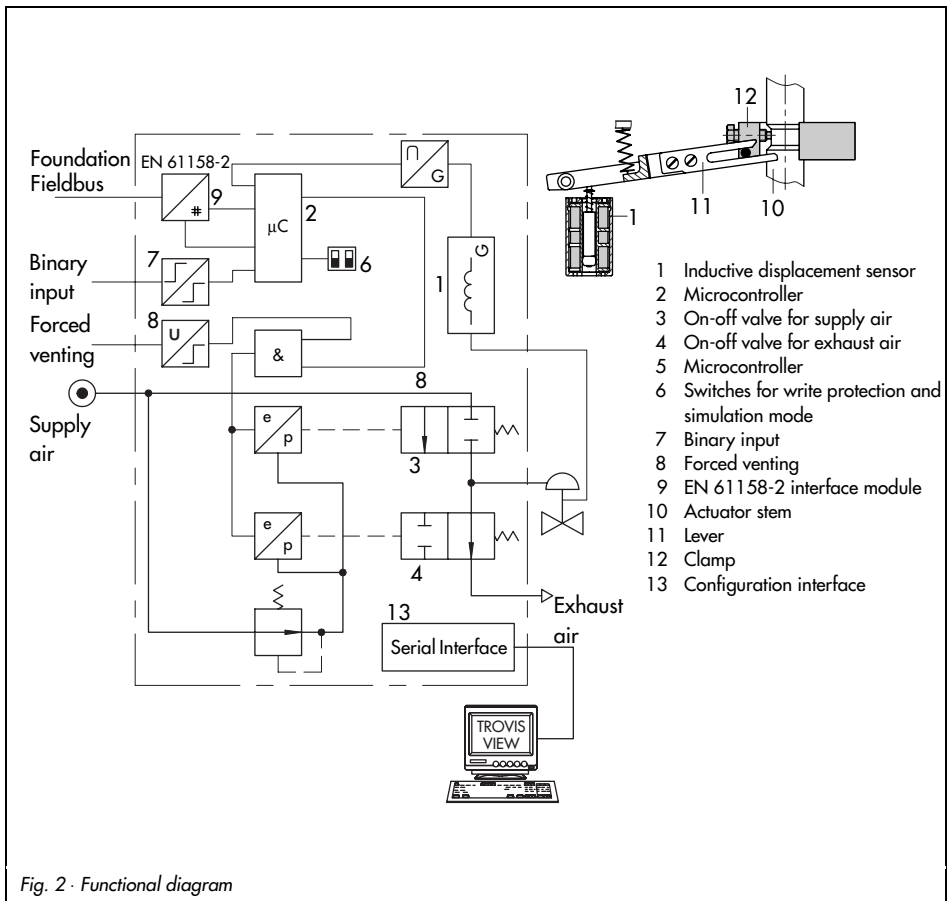 12
Foundation
Fieldbus
EN 61158-2
9
#
2
µC
∩
G
1
11
10
Binary
input
7
6
1
G
Forced
venting
8
U
&
8
Supply
air
e
p
3
e
p
4
Exhaust
air
13
Serial Interface
TROVIS
VIEW
1 Inductive displacement sensor
2 Microcontroller
3 On-off valve for supply air
4 On-off valve for exhaust air
5 Microcontroller
6 Switches for write protection and
simulation mode
7 Binary input
8 Forced venting
9 EN 61158-2 interface module
10 Actuator stem
11 Lever
12 Clamp
13 Configuration interface
Fig. 2 · Functional diagram